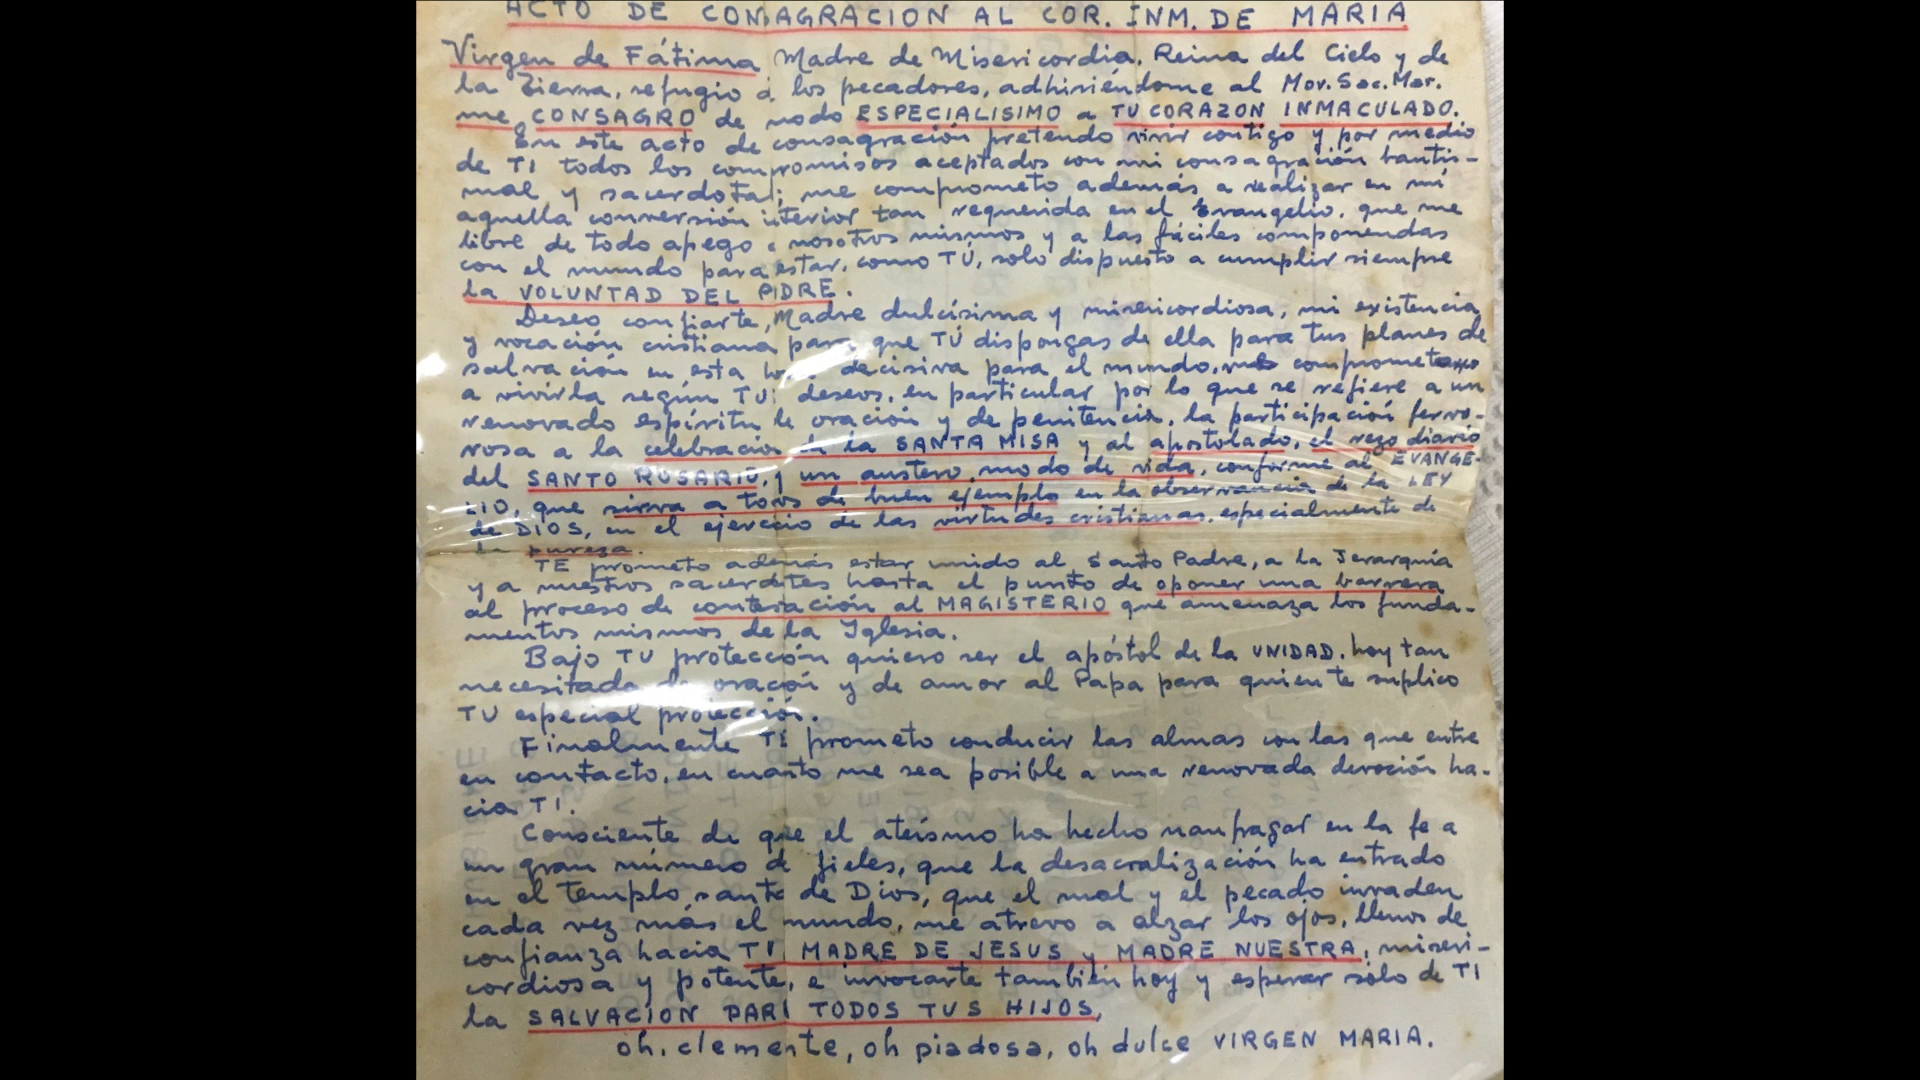 ACTO DE CONSAGRACION AL COR. INM. DE MARIA
Virgen de Fátima Madre de Misericordia. Reina del Cielo y de
la Tierra, refugio d los pecadores, adhiriéndome al Mov. Sac. Mar.
me CONSAGRO de modo ESPECIALISIMO a TU CORAZON INMACULADO.
En este acto de consagración pretendo vivir contigo y por medio
de TI todos los compromisos aceptados con mi consagración bautis-
mal y sacerdotal; me comprometo además a realizar en mí
aquella conversión interior tan requerida en el Evangelio, que me
libre de todo apego a nosotros mismos y a las fáciles componendas
con el mundo para estar, como TÚ, solo dispuesto a cumplir siempre
la VOLUNTAD DEL PADRE.
Deseo confiarte, Madre dulcísima y misericordiosa, mi existencia
y vocación cristiana para que TÚ dispongas de ella para tus planes de
salvación en esta decisiva para el mundo,
a vivirla según TUS deseos, en particular por lo que se refiere a un
renovado espíritu de oración y de penitencia, la participación fervo-
rosa a la celebración de la SANTA MISA y al apostolado, el rezo diario
del SANTO ROSARIO, y un austero modo de vida, conforme al EVANGE-
LIO, que sirva a todos de buen ejemplo en la observancia de la LEY
de DIOS, en el ejercicio de las virtudes cristianas, especialmente de
la pureza.
TE prometo además estar unido al Santo Padre, a la Jerarquía
y a nuestros sacerdotes hasta el punto de oponer una barrera
al proceso de contestación al MAGISTERIO que amenaza los funda-
mentos mismos de la Iglesia.
Bajo TU protección quiero ser el apóstol de la UNIDAD, hoy tan
necesitada de oración y de amor al Papa para quien te suplico
TU especial protección.
Finalmente TE prometo conducir las almas con las que entre
en contacto, en cuanto me sea posible a una renovada devoción ha-
cia TI.
Consciente de que el ateísmo ha hecho naufragar en la fe a
un gran número de fieles, que la desacralización ha entrado
en el templo santo de Dios, que el mal y el pecado invaden
cada vez más el mundo, me atrevo a alzar los ojos, llenos de
confianza hacia TI MADRE DE JESUS y MADRE NUESTRA, miseri-
cordiosa y potente, e invocarte también hoy y esperar sólo de TI
la SALVACION PARA TODOS TUS HIJOS,
oh, clemente, oh piadosa, oh dulce VIRGEN MARIA.